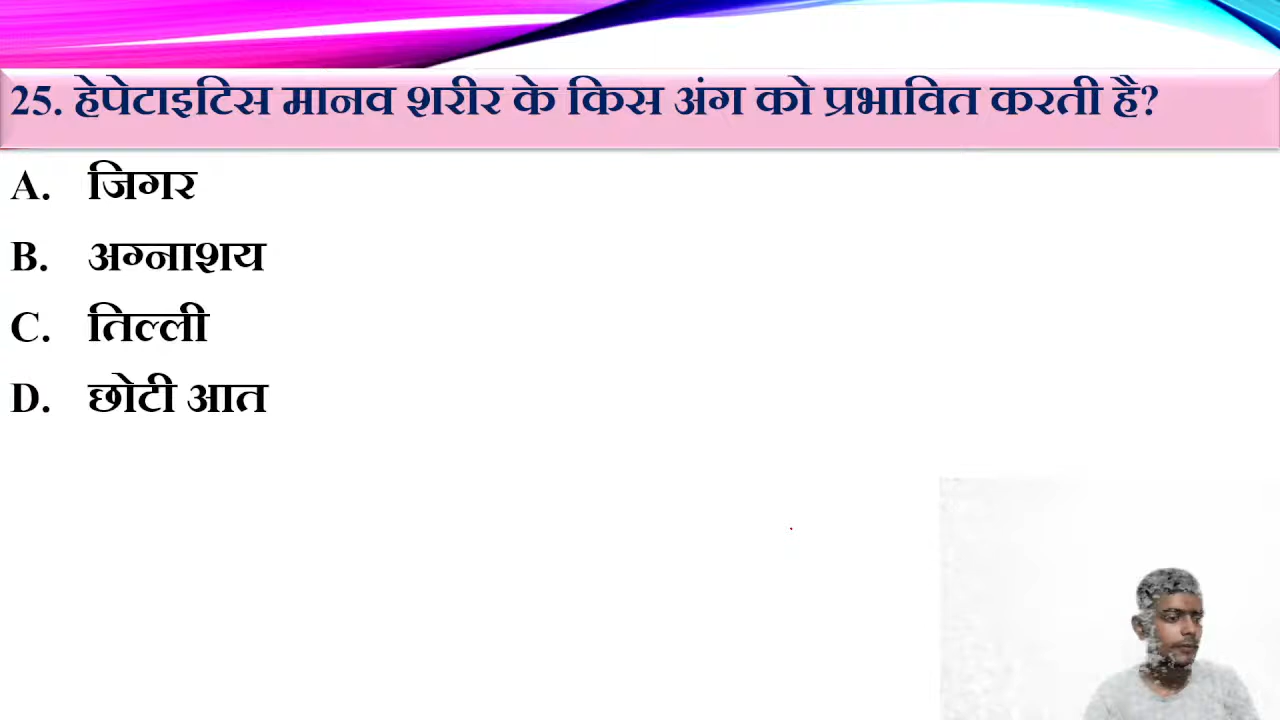 25. हेपेटाइटिस मानव शरीर के किस अंग को प्रभावित करती है?
A. जिगर
B. अग्नाशय
C. तिल्ली
D. छोटी आत